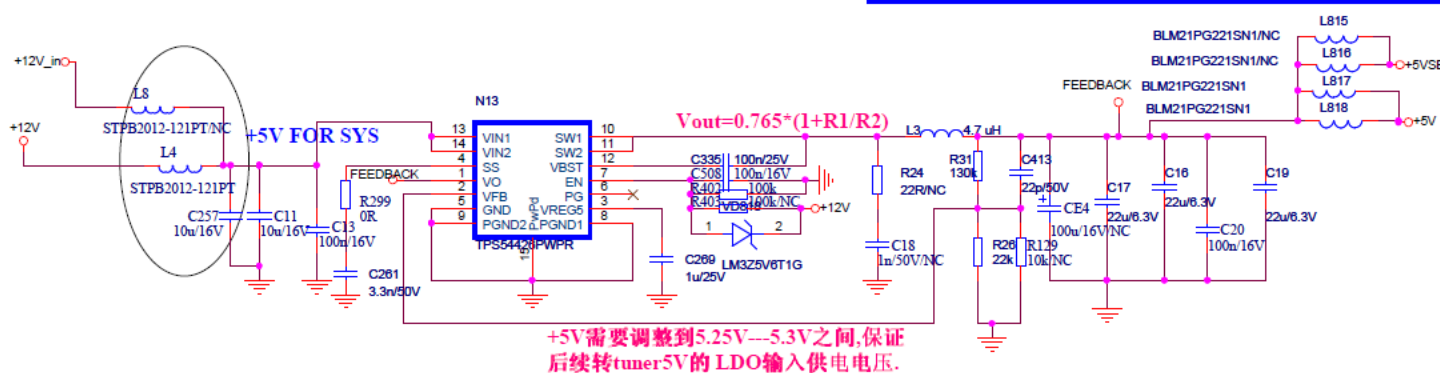 L815
BLM21PG221SN1/NC
L816
+12V_in
BLM21PG221SN1/NC
+5VSB
FEEDBACK
BLM21PG221SN1
L817
L8
N13
BLM21PG221SN1
L818
STPB2012-121PT/NC
+12V
+5V FOR SYS
Vout=0.765*(1+R1/R2)
+5V
13
VIN1
SW1
10
14
VIN2
SW2
11
L3
4.7 uH
4
SS
VBST
12
1
VO
EN
7
2
VFB
PG
6
5
GND
VREG5
3
9
PGND2
PGND1
8
PwPd
15
TPS54426PWPR
L4
STPB2012-121PT
FEEDBACK
R299
0R
C257
10u/16V
C11
10u/16V
C13
100n/16V
C261
3.3n/50V
C335
100n/25V
C508
100n/16V
R402
100k
R403
100k/NC
+12V
1
2
LM3Z5V6T1G
C269
1u/25V
R24
22R/NC
C18
1n/50V/NC
R31
130k
C413
22p/50V
R26
22k
R129
10k/NC
CE4
100u/16V/NC
C17
22u/6.3V
C16
22u/6.3V
C20
100n/16V
C19
22u/6.3V
+5V需要调整到5.25V---5.3V之间,保证
后续转tuner5V的 LDO输入供电电压.